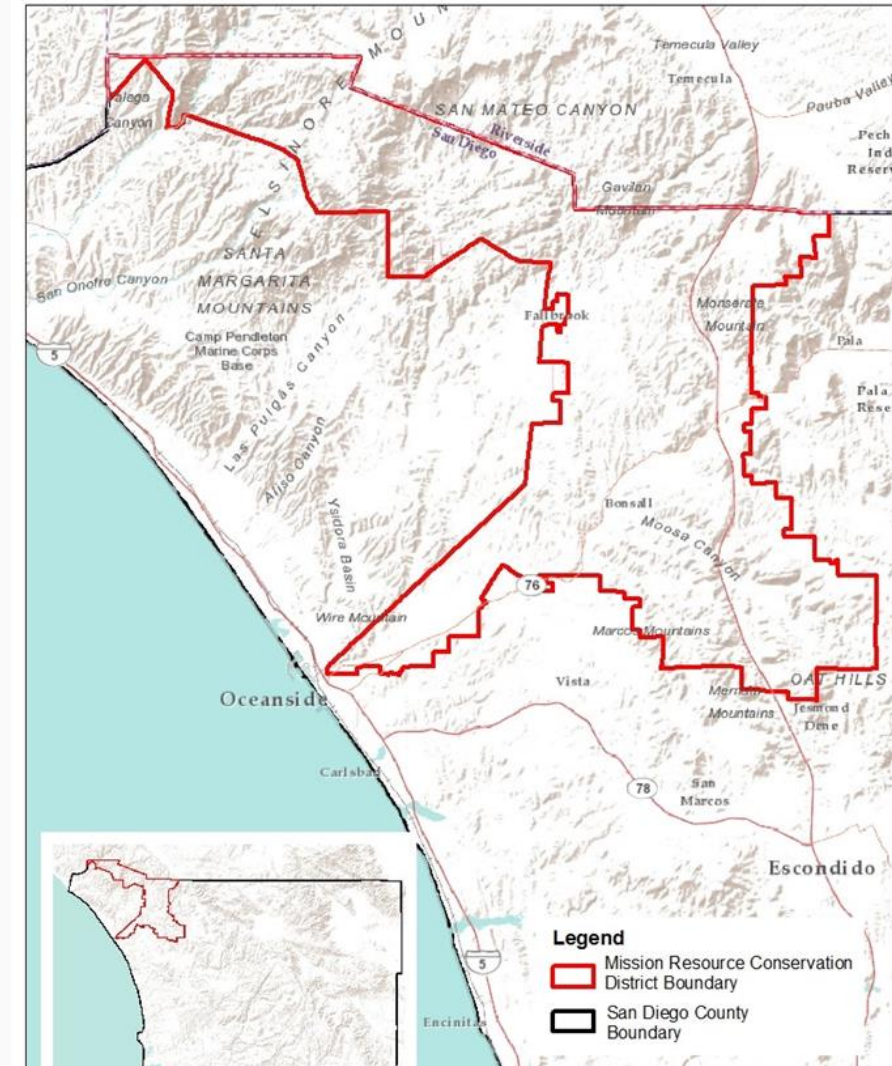 MOUN
Temecula Valley
Temecula
Pauba Valley
Talega
Canyon
SAN MATEO CANYON
Riverside
San Diego
Pech
Ind
Reserv
ELSINORE
Gavilan
Mountain
SANTA
MARGARITA
MOUNTAINS
San Onofre Canyon
Camp Pendleton
Marine Corps
Base
5
Las Pulgas Canyon
Aliso Canyon
Fallbrook
Monserate
Mountain
Pala
Pala
Rese
Ysidora Basin
Bonsall
Moosa Canyon
76
Wire Mountain
Marcos Mountains
Oceanside
Vista
OAT HILLS
Merriam
Mountains
Jesmond
Dene
Carlsbad
78
San
Marcos
Escondido
5
Encinitas
Legend
Mission Resource Conservation
District Boundary
San Diego County
Boundary